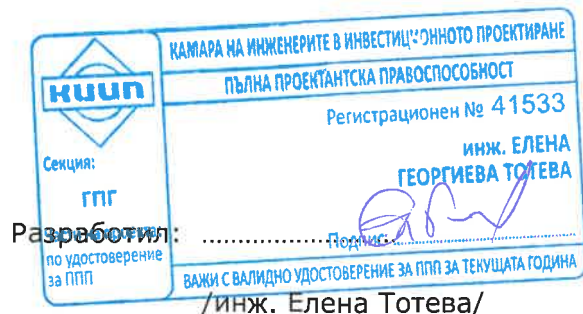 КАМАРА НА ИНЖЕНЕРИТЕ В ИНВЕСТИЦИОННОТО ПРОЕКТИРАНЕ
ПЪЛНА ПРОЕКТАНТСКА ПРАВОСПОСОБНОСТ
КИИП
Регистрационен № 41533
инж. ЕЛЕНА
ГЕОРГИЕВА ТОТЕВА
Секция:
ГПГ
Разработил: ..............................
Подпис:
по удостоверение
за ППП
ВАЖИ С ВАЛИДНО УДОСТОВЕРЕНИЕ ЗА ППП ЗА ТЕКУЩАТА ГОДИНА
/инж. Елена Тотева/